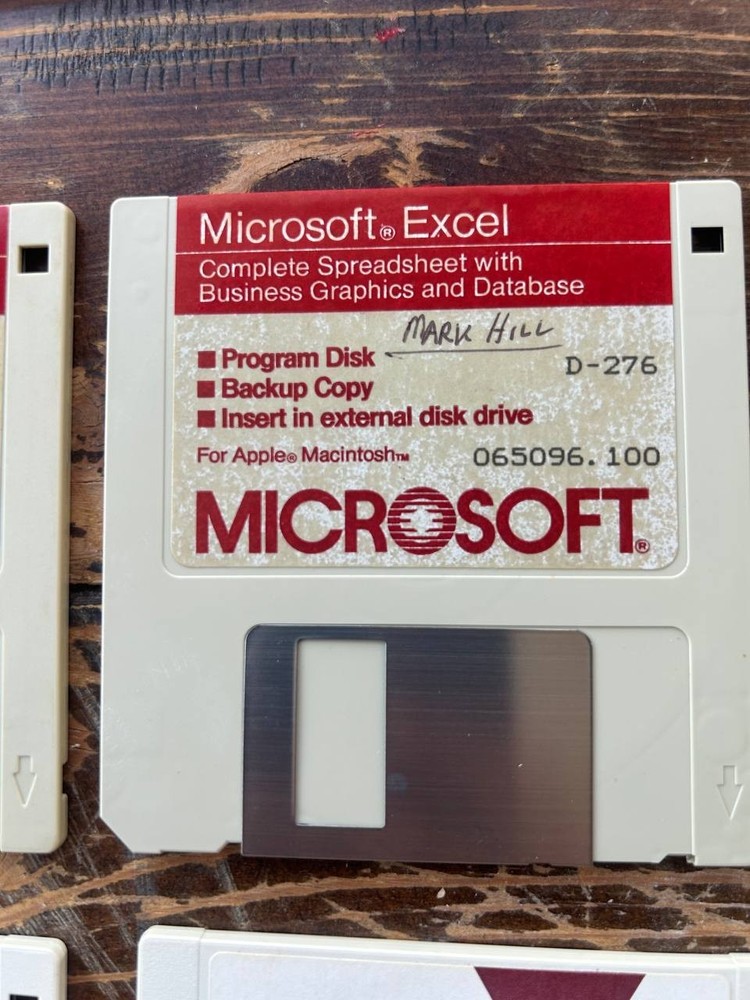 Microsoft® Excel
Complete Spreadsheet with
Business Graphics and Database
MARK HILL
■ Program Disk
D-276
■ Backup Copy
■ Insert in external disk drive
For Apple® Macintosh™
065096.100
MICROSOFT®